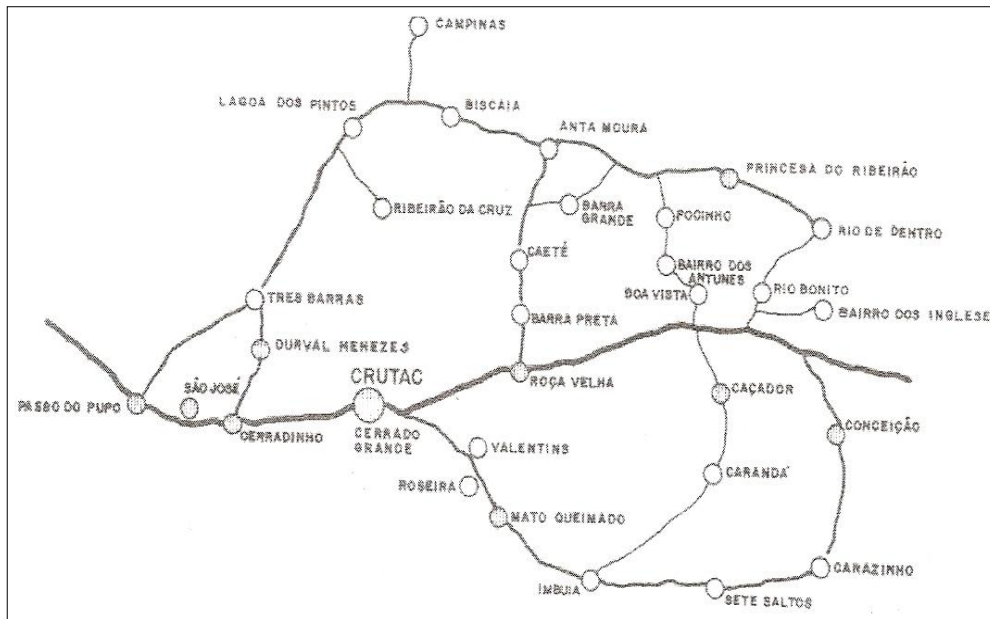 CAMPINAS
LAGOA DOS PINTOS
BISCAIA
ANTA MOURA
PRINCESA DO RIBEIRÃO
RIBEIRÃO DA CRUZ
BARRA
GRANDE
POCINHO
RIO DE DENTRO
CAETÉ
BAIRRO DOS
ANTUNES
BOA VISTA
RIO BONITO
TRES BARRAS
BARRA PRETA
BAIRRO DOS INGLESE
DURVAL MENEZES
CRUTAC
ROÇA VELHA
SÃO JOSÉ
CAÇADOR
PASSO DO PUPO
CERRADINHO
CERRADO
GRANDE
CONCEIÇÃO
VALENTINS
ROSEIRA
CARANDÁ
MATO QUEIMADO
IMBUIA
SETE SALTOS
CARAZINHO